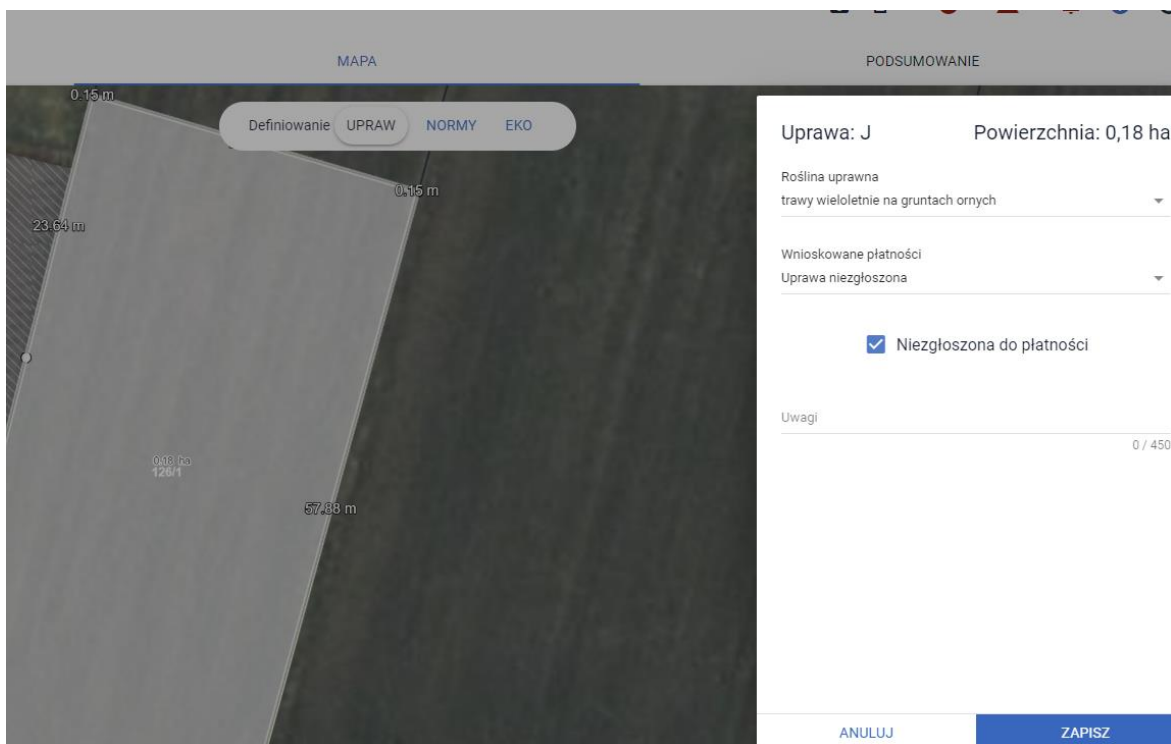 MAPA
PODSUMOWANIE
0.15 m
Definiowanie UPRAW NORMY EKO
0.15 m
23.64 m
0.18 ha
126/1
57.88 m
Uprawa: J Powierzchnia: 0,18 ha
Roślina uprawna
trawy wieloletnie na gruntach ornych
Wnioskowane płatności
Uprawa niezgłoszona
Niezgłoszona do płatności
Uwagi
0 / 450
ANULUJ ZAPISZ